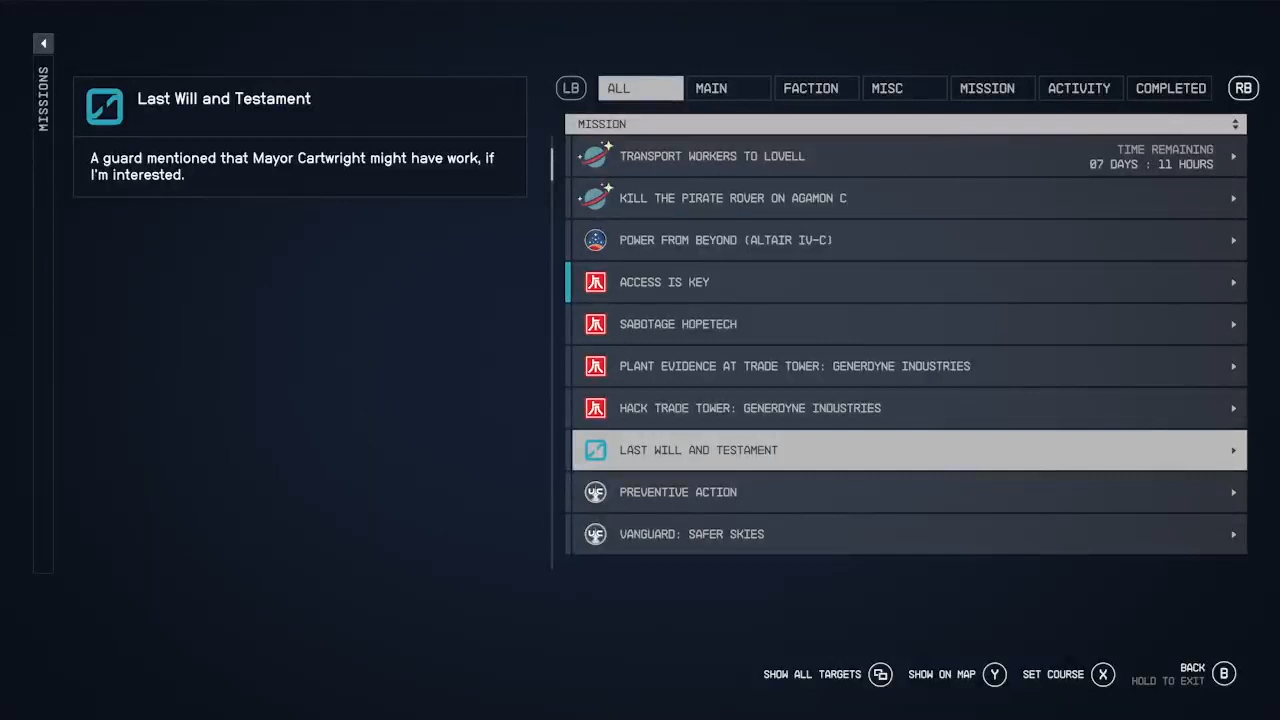 MISSIONS
Last Will and Testament
A guard mentioned that Mayor Cartwright might have work, if
I'm interested.
LB
ALL
MAIN
FACTION
MISC
MISSION
ACTIVITY
COMPLETED
RB
MISSION
TRANSPORT WORKERS TO LOVELL
TIME REMAINING
07 DAYS : 11 HOURS
KILL THE PIRATE ROVER ON AGAMON C
POWER FROM BEYOND (ALTAIR IV-C)
ACCESS IS KEY
SABOTAGE HOPETECH
PLANT EVIDENCE AT TRADE TOWER: GENERDYNE INDUSTRIES
HACK TRADE TOWER: GENERDYNE INDUSTRIES
LAST WILL AND TESTAMENT
UC PREVENTIVE ACTION
UC VANGUARD: SAFER SKIES
SHOW ALL TARGETS
SHOW ON MAP Y
SET COURSE X
BACK B
HOLD TO EXIT